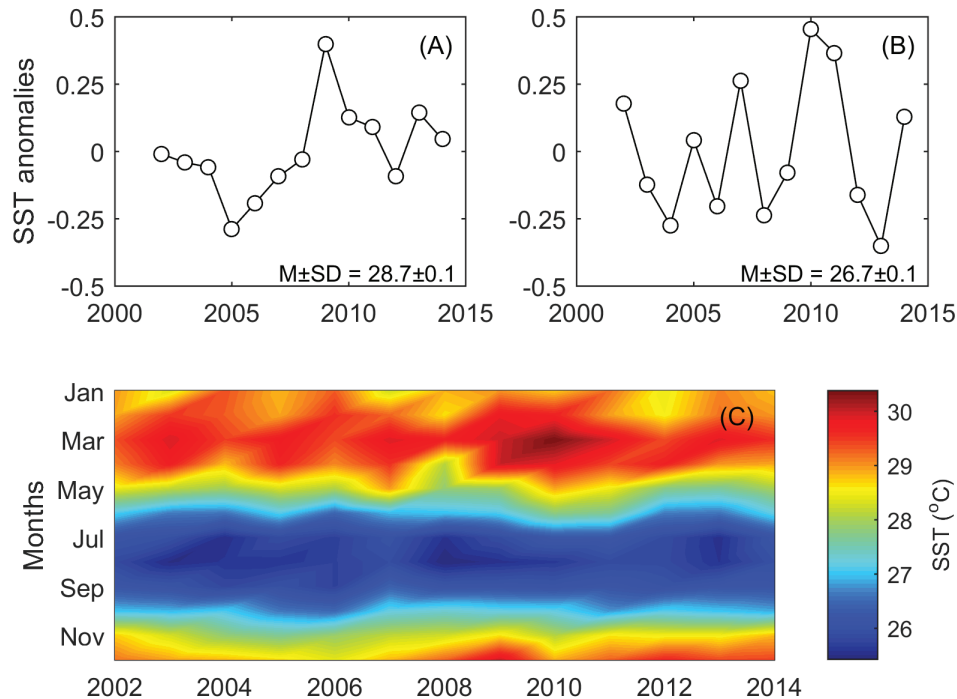 0.5
0.25
0
-0.25
-0.5
SST anomalies
(A)
M±SD = 28.7±0.1
2000
2005
2010
2015
0.5
0.25
0
-0.25
-0.5
(B)
M±SD = 26.7±0.1
2000
2005
2010
2015
Jan
Mar
May
Jul
Sep
Nov
Months
(C)
2002
2004
2006
2008
2010
2012
2014
30
29
28
27
26
SST (°C)